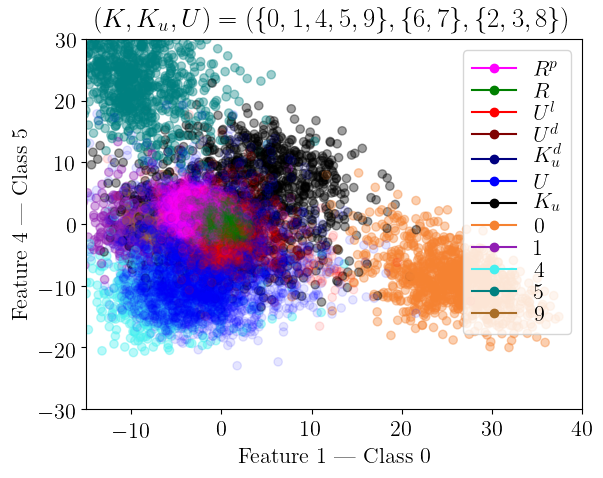 (K, K_u, U) = ({0, 1, 4, 5, 9}, {6, 7}, {2, 3, 8})
R^p
R
U^l
U^d
K_u^d
U
K_u
0
1
4
5
9
30
20
10
0
−10
−20
−30
Feature 4 — Class 5
−10 0 10 20 30 40
Feature 1 — Class 0